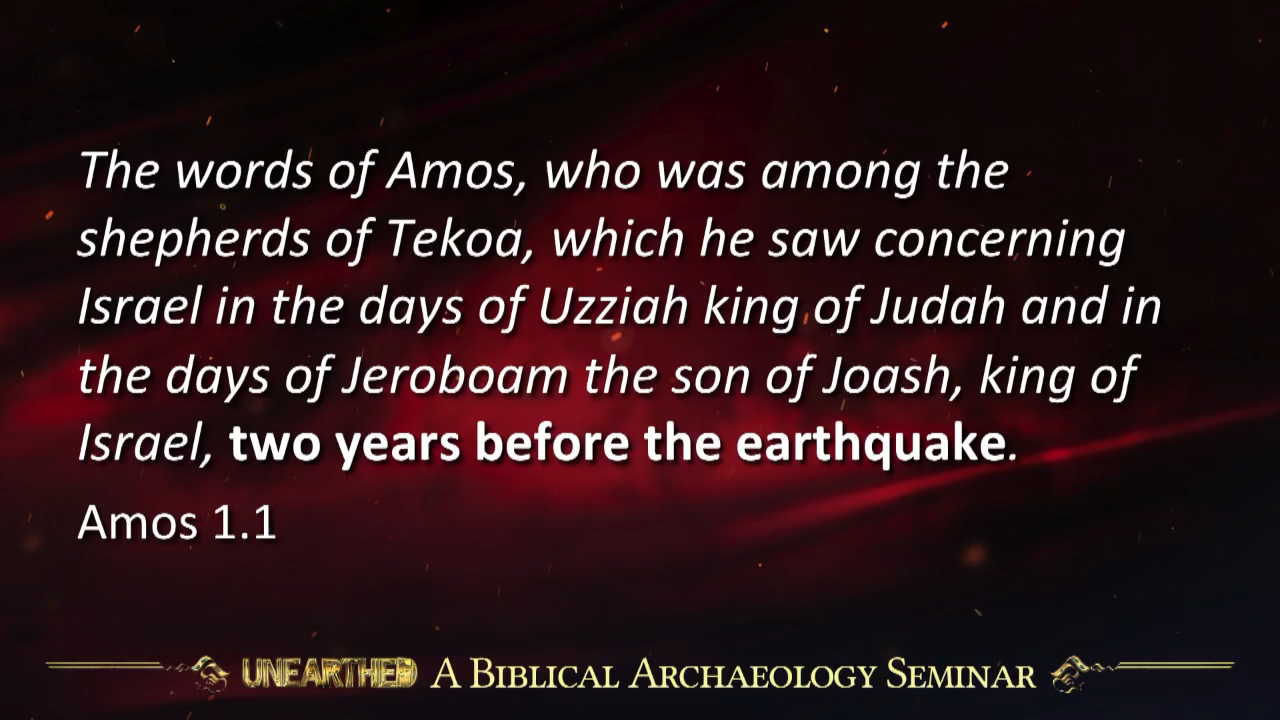 The words of Amos, who was among the
shepherds of Tekoa, which he saw concerning
Israel in the days of Uzziah king of Judah and in
the days of Jeroboam the son of Joash, king of
Israel, two years before the earthquake.
Amos 1.1
UNEARTHED A BIBLICAL ARCHAEOLOGY SEMINAR